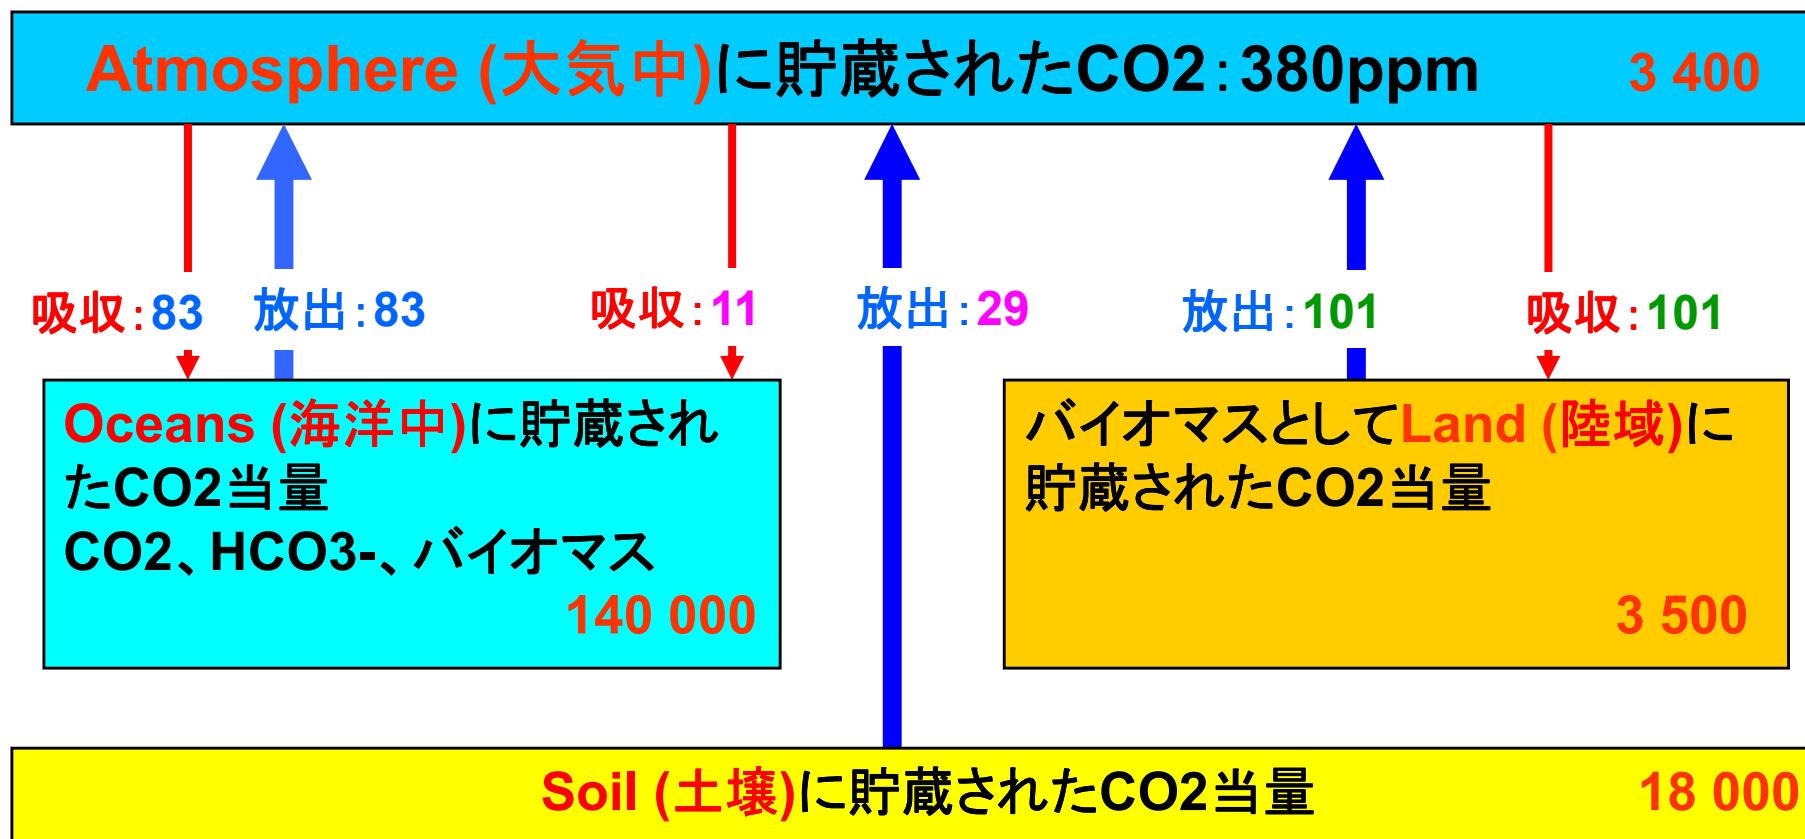 Atmosphere (大気中)に貯蔵されたCO2：380ppm 3 400
吸収：83 放出：83 吸収：11 放出：29 放出：101 吸収：101
Oceans (海洋中)に貯蔵され
たCO2当量
CO2、HCO3-、バイオマス
140 000
バイオマスとしてLand (陸域)に
貯蔵されたCO2当量
3 500
Soil (土壌)に貯蔵されたCO2当量 18 000